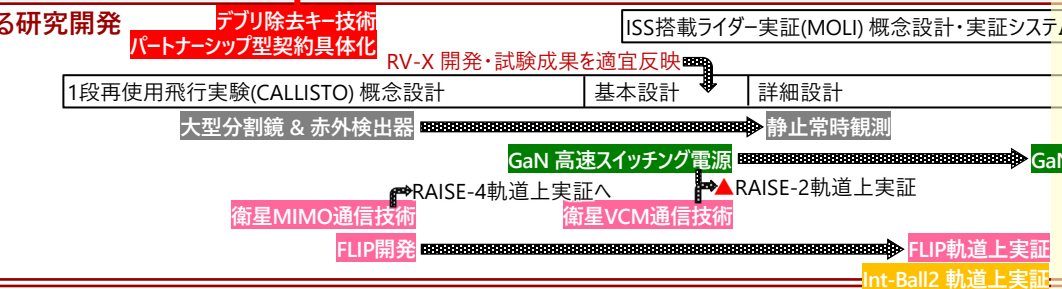 る研究開発
デブリ除去キー技術
パートナーシップ型契約具体化
ISS搭載ライダー実証(MOLI) 概念設計・実証システム
RV-X 開発・試験成果を適宜反映
1段再使用飛行実験(CALLISTO) 概念設計 基本設計 詳細設計
大型分割鏡 & 赤外検出器 静止常時観測
GaN 高速スイッチング電源 GaN
RAISE-4軌道上実証へ ▲RAISE-2軌道上実証
衛星MIMO通信技術 衛星VCM通信技術
FLIP開発 FLIP軌道上実証
Int-Ball2 軌道上実証